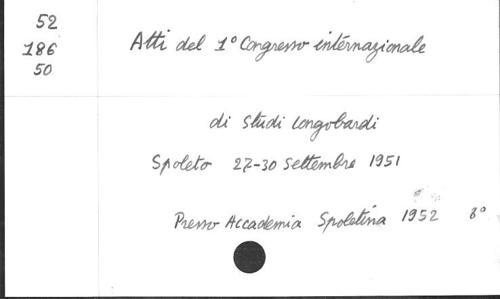 52
186
50
Atti del 1° Congresso internazionale
di studi longobardi
Spoleto 27-30 settembre 1951
Presso Accademia Spoletina 1952 8°